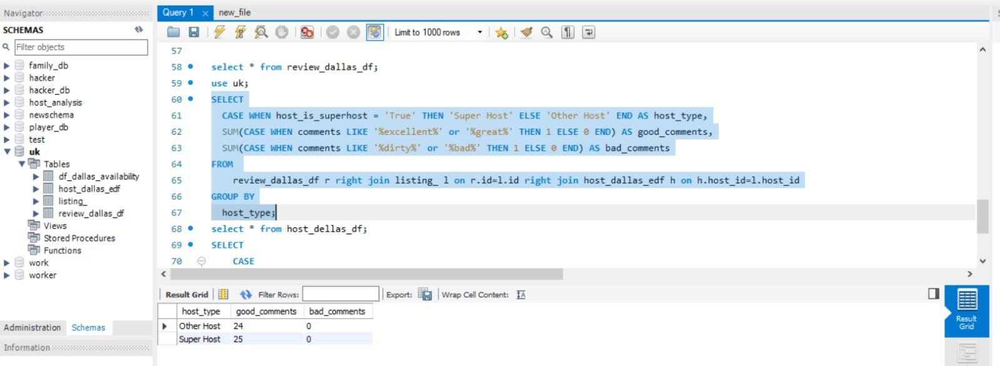 Navigator
SCHEMAS
Filter objects
family_db
hacker
hacker_db
host_analysis
newschema
player_db
test
uk
Tables
df_dallas_availability
host_dallas_edf
listing_
review_dallas_df
Views
Stored Procedures
Functions
work
worker
Administration Schemas
Information
Query 1 × new_file
Limit to 1000 rows
57
58 select * from review_dallas_df;
59 use uk;
60 SELECT
61 CASE WHEN host_is_superhost = 'True' THEN 'Super Host' ELSE 'Other Host' END AS host_type,
62 SUM(CASE WHEN comments LIKE '%excellent%' or '%great%' THEN 1 ELSE 0 END) AS good_comments,
63 SUM(CASE WHEN comments LIKE '%dirty%' or '%bad%' THEN 1 ELSE 0 END) AS bad_comments
64 FROM
65 review_dallas_df r right join listing_ l on r.id=l.id right join host_dallas_edf h on h.host_id=l.host_id
66 GROUP BY
67 host_type;
68 select * from host_dellas_df;
69 SELECT
70 CASE
Result Grid Filter Rows: Export: Wrap Cell Content:
host_type good_comments bad_comments
Other Host 24 0
Super Host 25 0
Result
Grid